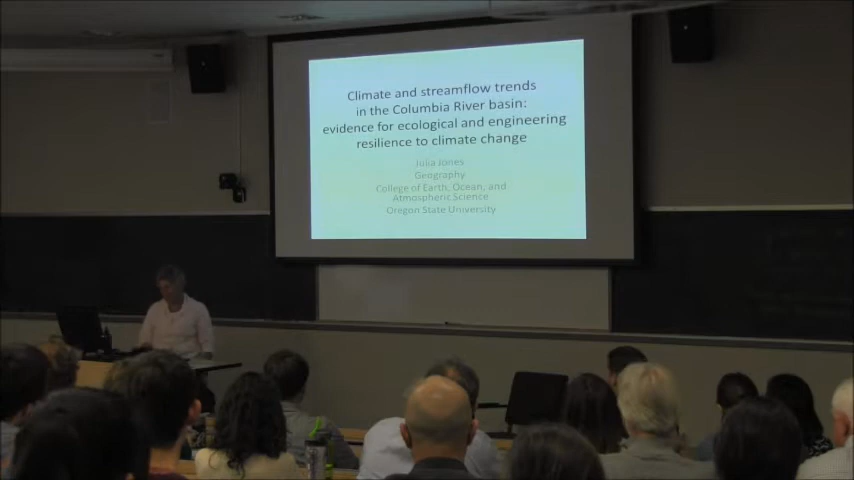 Climate and streamflow trends
in the Columbia River basin:
evidence for ecological and engineering
resilience to climate change
Julia Jones
Geography
College of Earth, Ocean, and
Atmospheric Science
Oregon State University